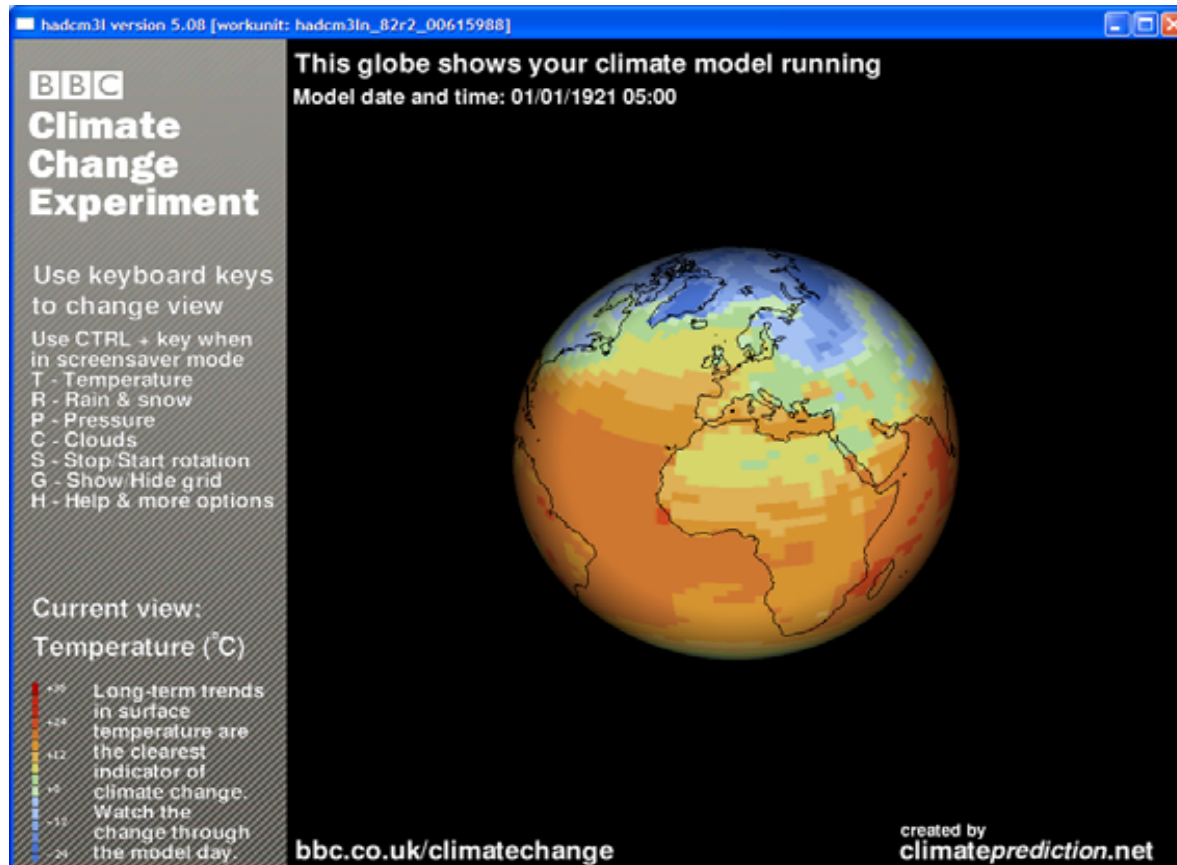 hadcm3l version 5.08 [workunit: hadcm3ln_82r2_00615988]
BBC
Climate
Change
Experiment
Use keyboard keys
to change view
Use CTRL + key when
in screensaver mode
T - Temperature
R - Rain & snow
P - Pressure
C - Clouds
S - Stop/Start rotation
G - Show/Hide grid
H - Help & more options
Current view:
Temperature (°C)
+24
+12
-12
-24
Long-term trends
in surface
temperature are
the clearest
indicator of
climate change.
Watch the
change through
the model day.
This globe shows your climate model running
Model date and time: 01/01/1921 05:00
bbc.co.uk/climatechange
created by
climateprediction.net